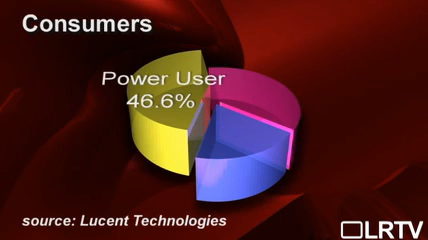 Consumers
Power User
46.6%
source: Lucent Technologies
LRTV